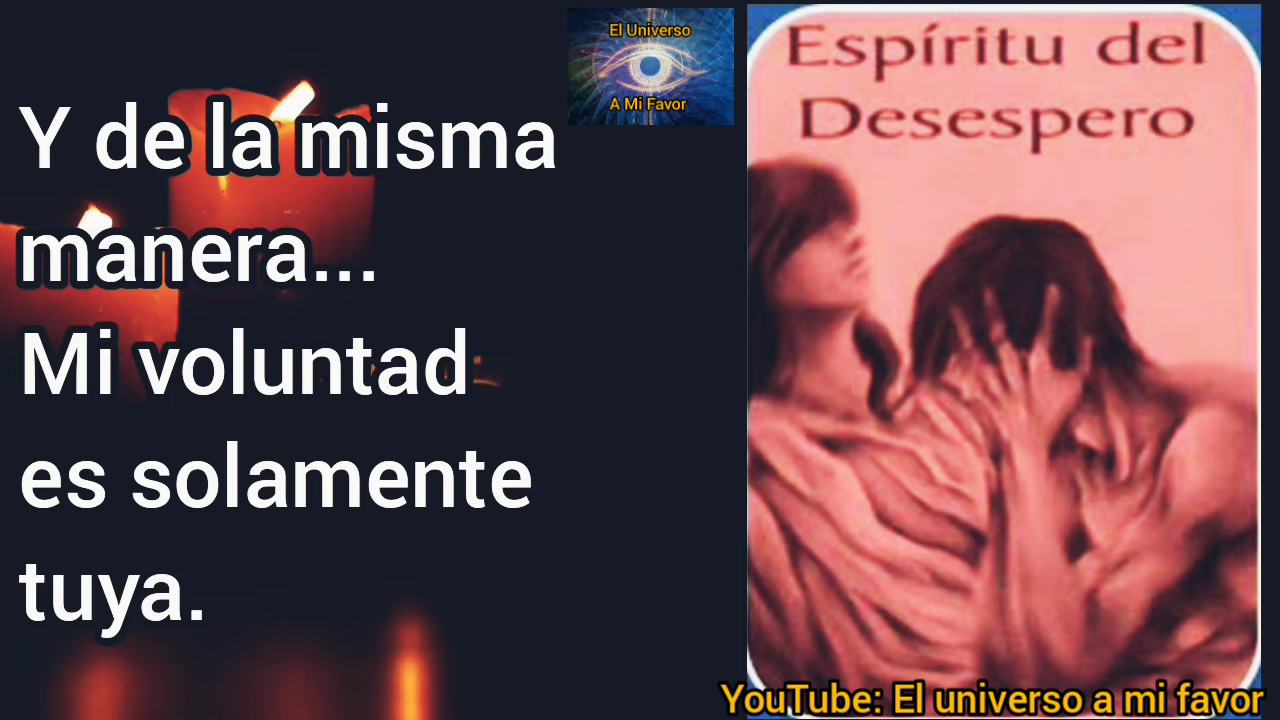 Y de la misma
manera...
Mi voluntad
es solamente
tuya.
El Universo
A Mi Favor
Espíritu del
Desespero
YouTube: El universo a mi favor